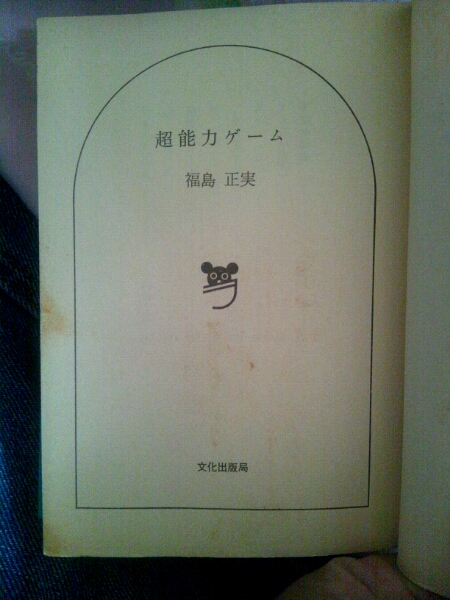 超能力ゲーム
福島 正実
文化出版局